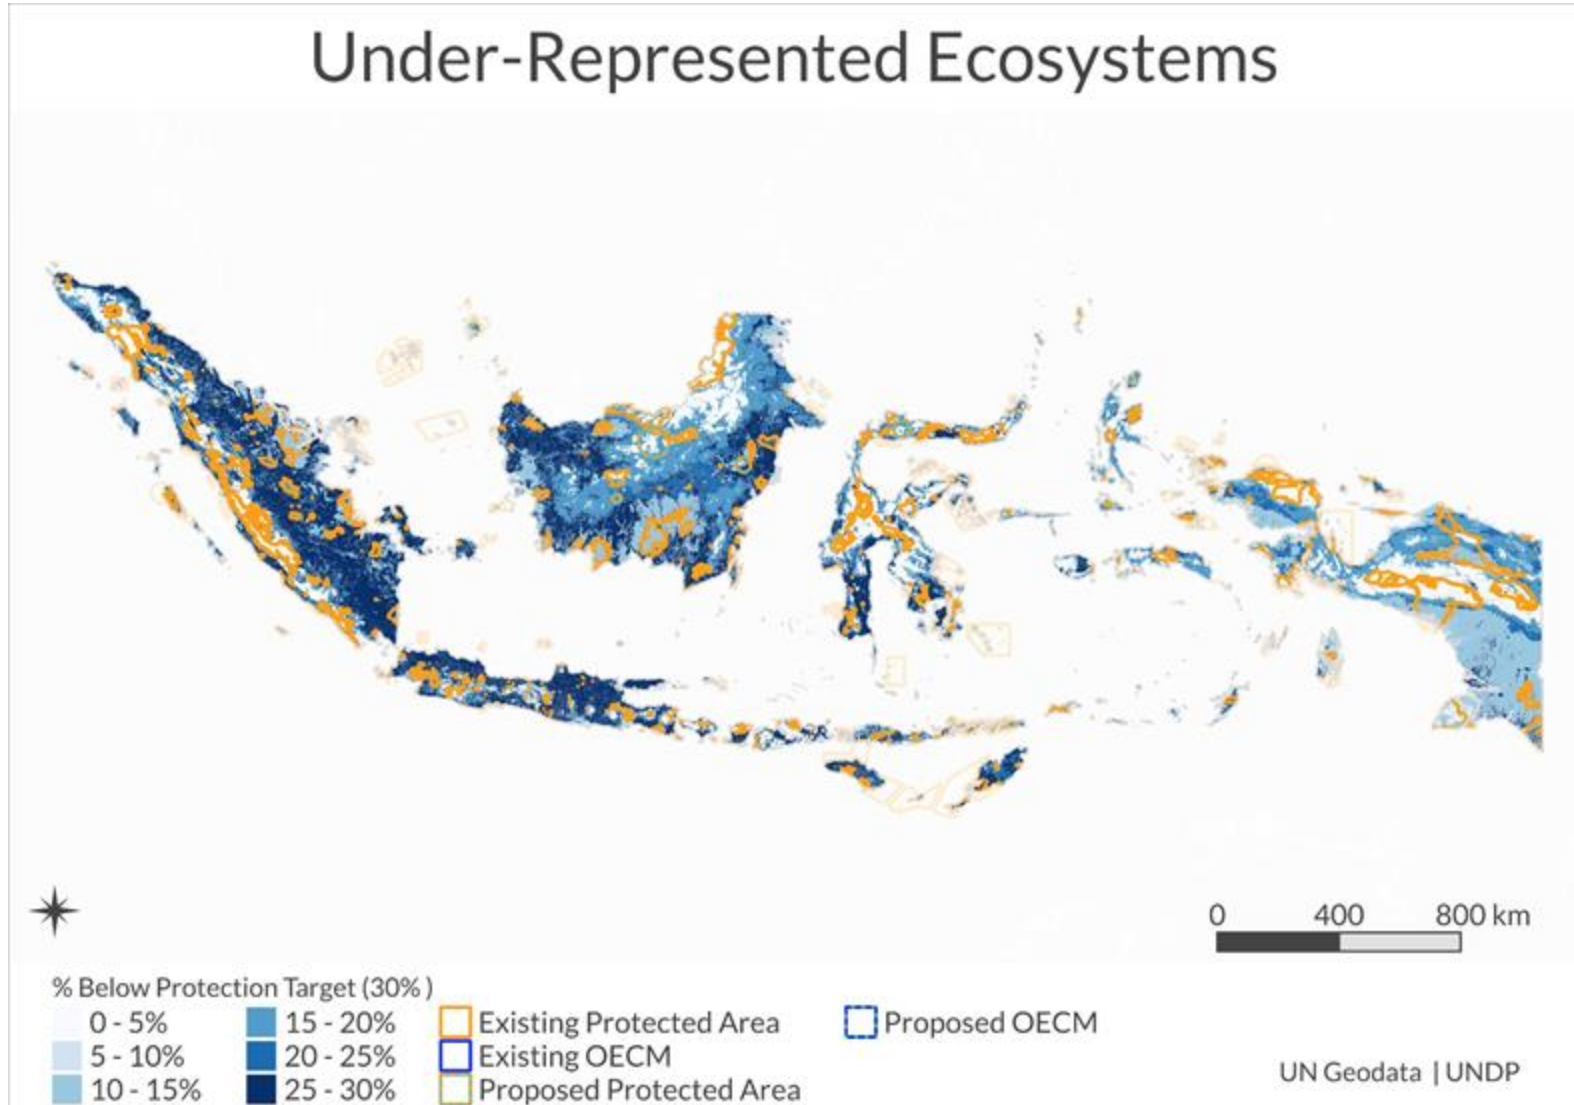 Under-Represented Ecosystems
0 400 800 km
% Below Protection Target (30% )
0 - 5% 15 - 20% Existing Protected Area Proposed OECM
5 - 10% 20 - 25% Existing OECM
10 - 15% 25 - 30% Proposed Protected Area
UN Geodata | UNDP